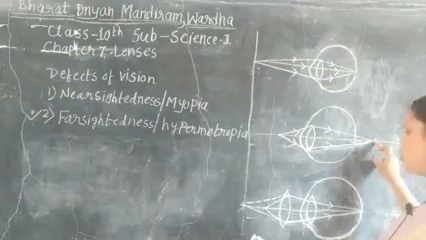 Bharat Dnyan Mandiram, Wardha
Class-10th Sub-Science-1
Chapter 7-Lenses
Defects of Vision
1) Nearsightedness/Myopia
2) Farsightedness/hypermetropia